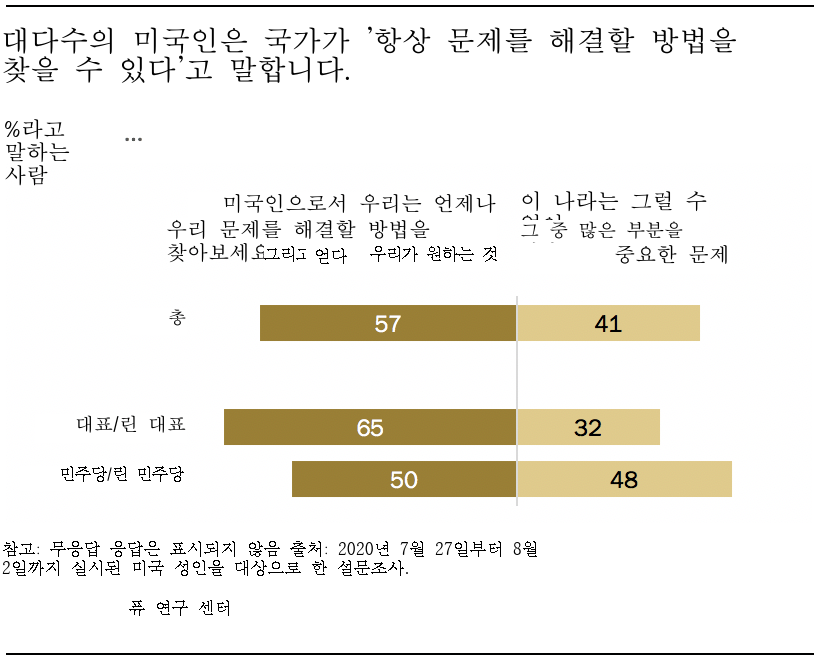 대다수의 미국인은 국가가 '항상 문제를 해결할 방법을
찾을 수 있다'고 말합니다.
%라고
말하는
사람
...
미국인으로서 우리는 언제나
우리 문제를 해결할 방법을
찾아보세요그리고 얻다 우리가 원하는 것
이 나라는 그럴 수
그 중 많은 부분을
중요한 문제
총 57 41
대표/린 대표 65 32
민주당/린 민주당 50 48
참고: 무응답 응답은 표시되지 않음 출처: 2020년 7월 27일부터 8월
2일까지 실시된 미국 성인을 대상으로 한 설문조사.
퓨 연구 센터